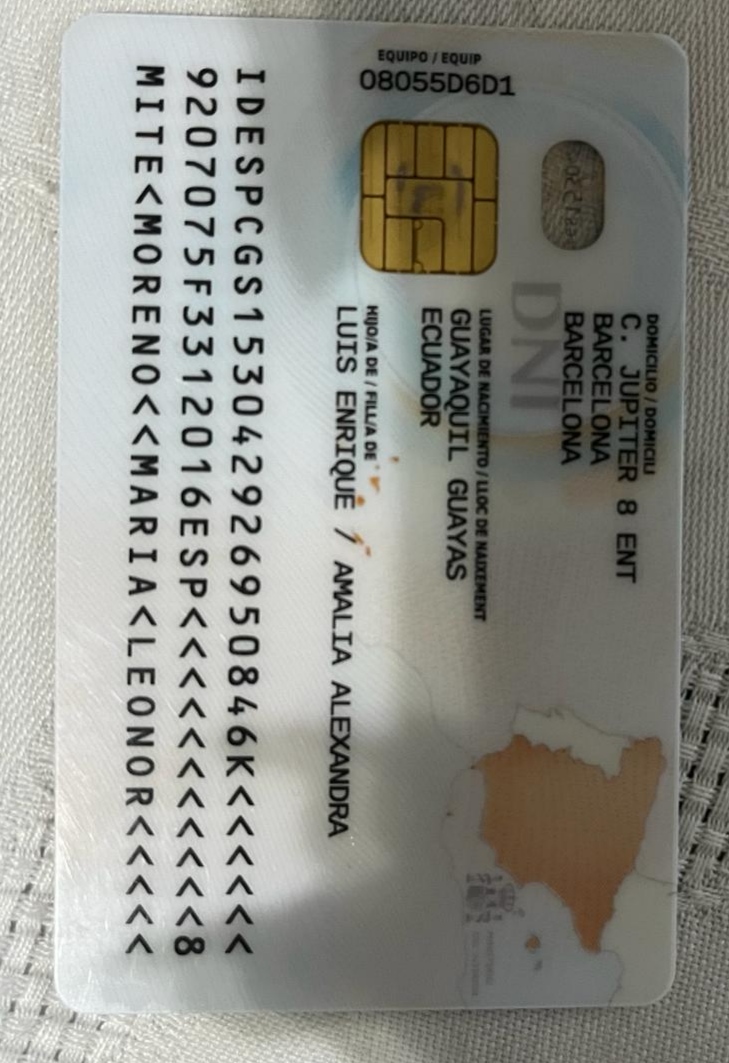 DOMICILIO / DOMICILI
C. JUPITER 8 ENT
BARCELONA
BARCELONA
DNI
LUGAR DE NACIMIENTO / LLOC DE NAIXEMENT
GUAYAQUIL GUAYAS
ECUADOR
EQUIPO / EQUIP
08055D6D1
HIJO/A DE / FILL/A DE
LUIS ENRIQUE / AMALIA ALEXANDRA
IDESPCGS153042926950846K<<<<<<
9207075F3312016ESP<<<<<<<<<<<8
MITE<MORENO<<MARIA<LEONOR<<<<<